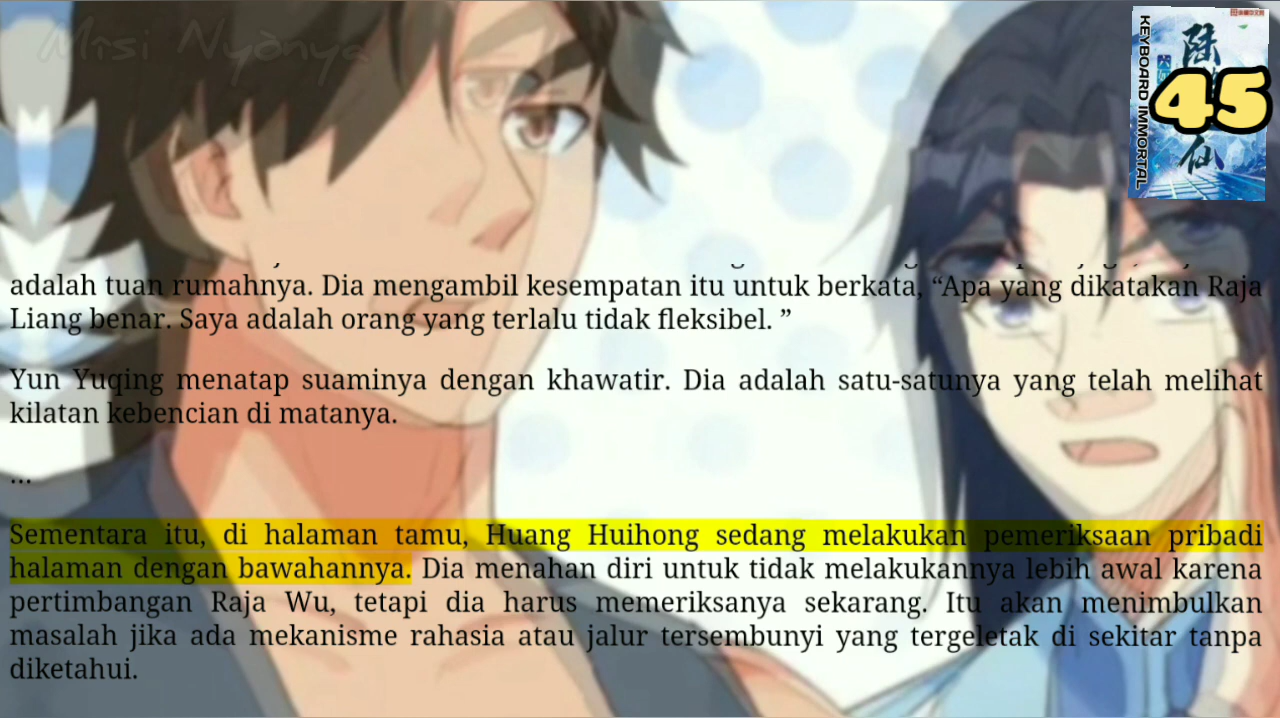 Misi Nyonya
KEYBOARD IMMORTAL
45
仙
adalah tuan rumahnya. Dia mengambil kesempatan itu untuk berkata, “Apa yang dikatakan Raja
Liang benar. Saya adalah orang yang terlalu tidak fleksibel. ”
Yun Yuqing menatap suaminya dengan khawatir. Dia adalah satu-satunya yang telah melihat
kilatan kebencian di matanya.
...
Sementara itu, di halaman tamu, Huang Huihong sedang melakukan pemeriksaan pribadi
halaman dengan bawahannya. Dia menahan diri untuk tidak melakukannya lebih awal karena
pertimbangan Raja Wu, tetapi dia harus memeriksanya sekarang. Itu akan menimbulkan
masalah jika ada mekanisme rahasia atau jalur tersembunyi yang tergeletak di sekitar tanpa
diketahui.